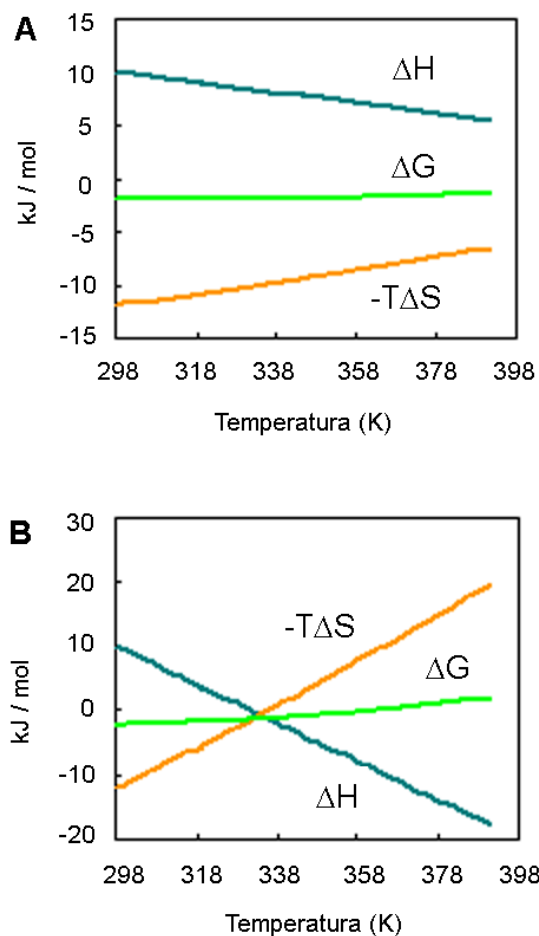 A
15
10
5
0
-5
-10
-15
kJ / mol
ΔH
ΔG
-TΔS
298 318 338 358 378 398
Temperatura (K)
B
30
20
10
0
-10
-20
kJ / mol
-TΔS
ΔG
ΔH
298 318 338 358 378 398
Temperatura (K)